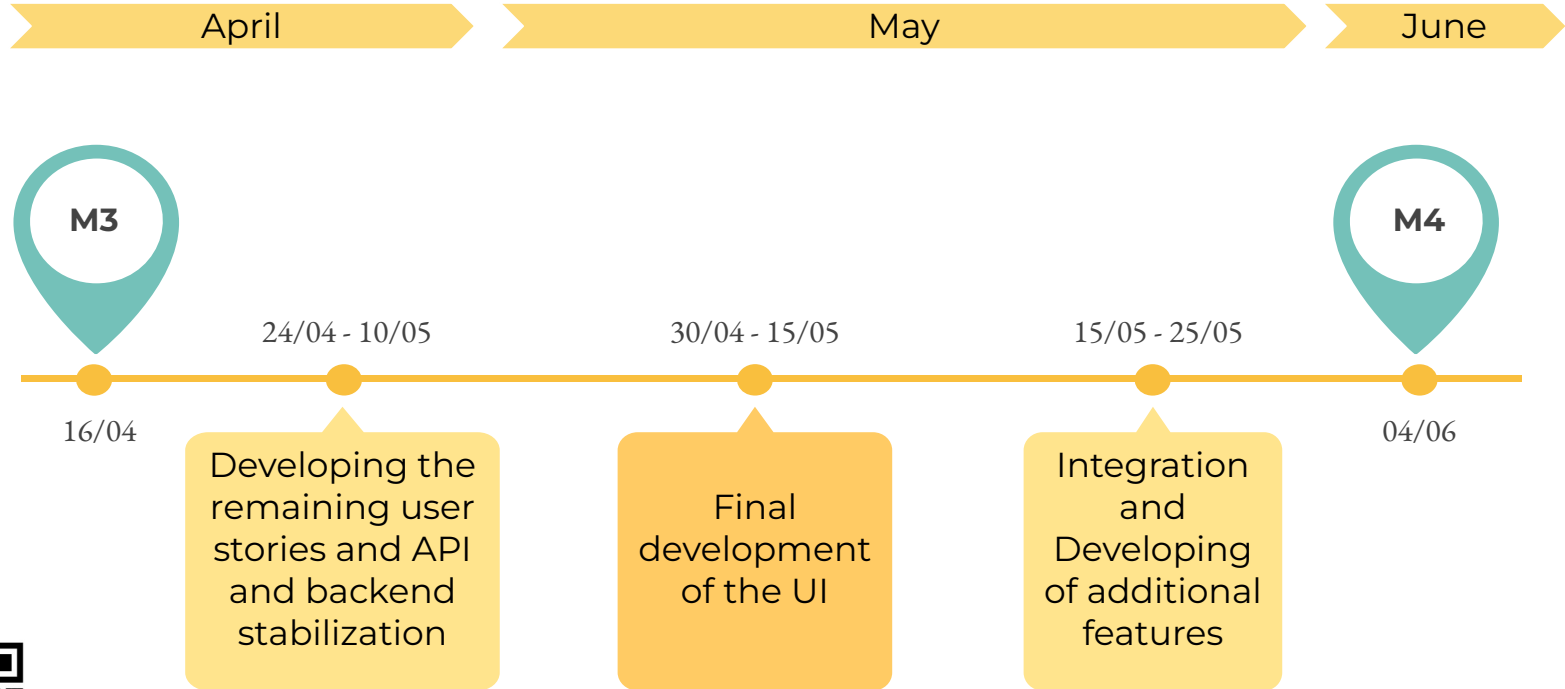 April
May
June
M3
M4
24/04 - 10/05
30/04 - 15/05
15/05 - 25/05
16/04
04/06
Developing the
remaining user
stories and API
and backend
stabilization
Final
development
of the UI
Integration
and
Developing
of additional
features